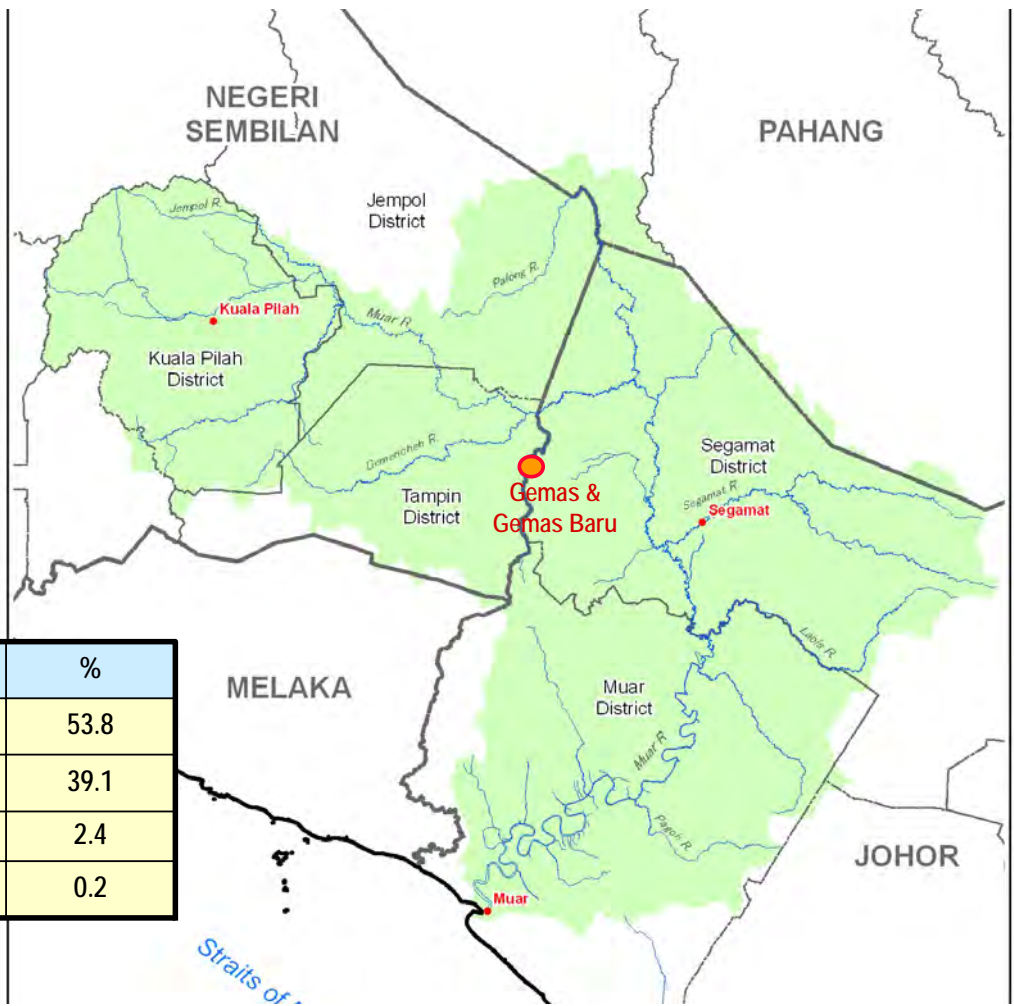 NEGERI
SEMBILAN
PAHANG
Jempol
District
Jempol R.
Palong R.
Kuala Pilah
Muar R.
Kuala Pilah
District
Segamat
District
Gemencheh R.
Tampin
District
Gemas &
Gemas Baru
Segamat R.
Segamat
Labis R.
%
53.8
39.1
2.4
0.2
MELAKA
Muar
District
Muar R.
Pagoh R.
JOHOR
Muar
Straits of